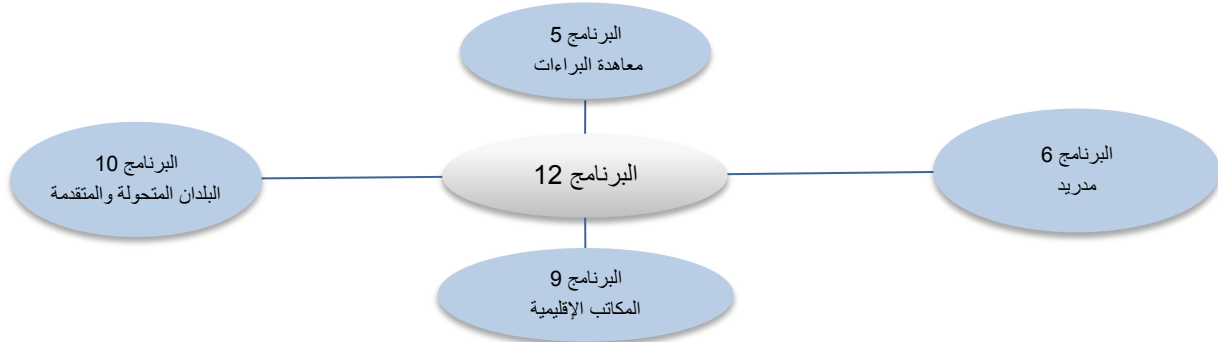 البرنامج 5
معاهدة البراءات
البرنامج 6
مدريد
البرنامج 12
البرنامج 10
البلدان المتحولة والمتقدمة
البرنامج 9
المكاتب الإقليمية